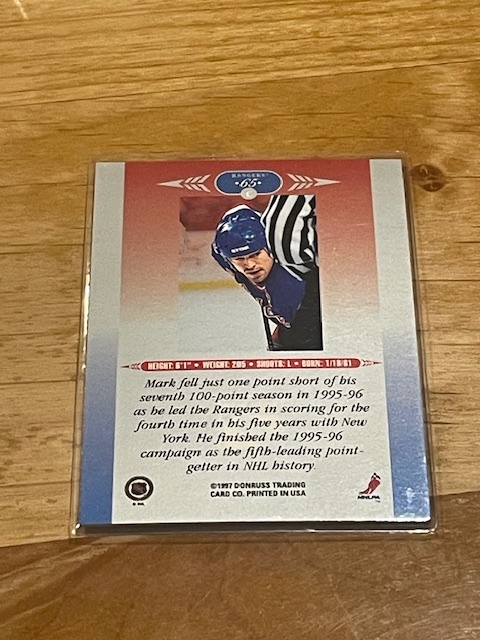 RANGERS
•65•
C
HEIGHT: 6'1" • WEIGHT: 205 • SHOOTS: L • BORN: 1/18/61
Mark fell just one point short of his
seventh 100-point season in 1995-96
as he led the Rangers in scoring for the
fourth time in his five years with New
York. He finished the 1995-96
campaign as the fifth-leading point-
getter in NHL history.
©1997 DONRUSS TRADING
CARD CO. PRINTED IN USA
NHLPA